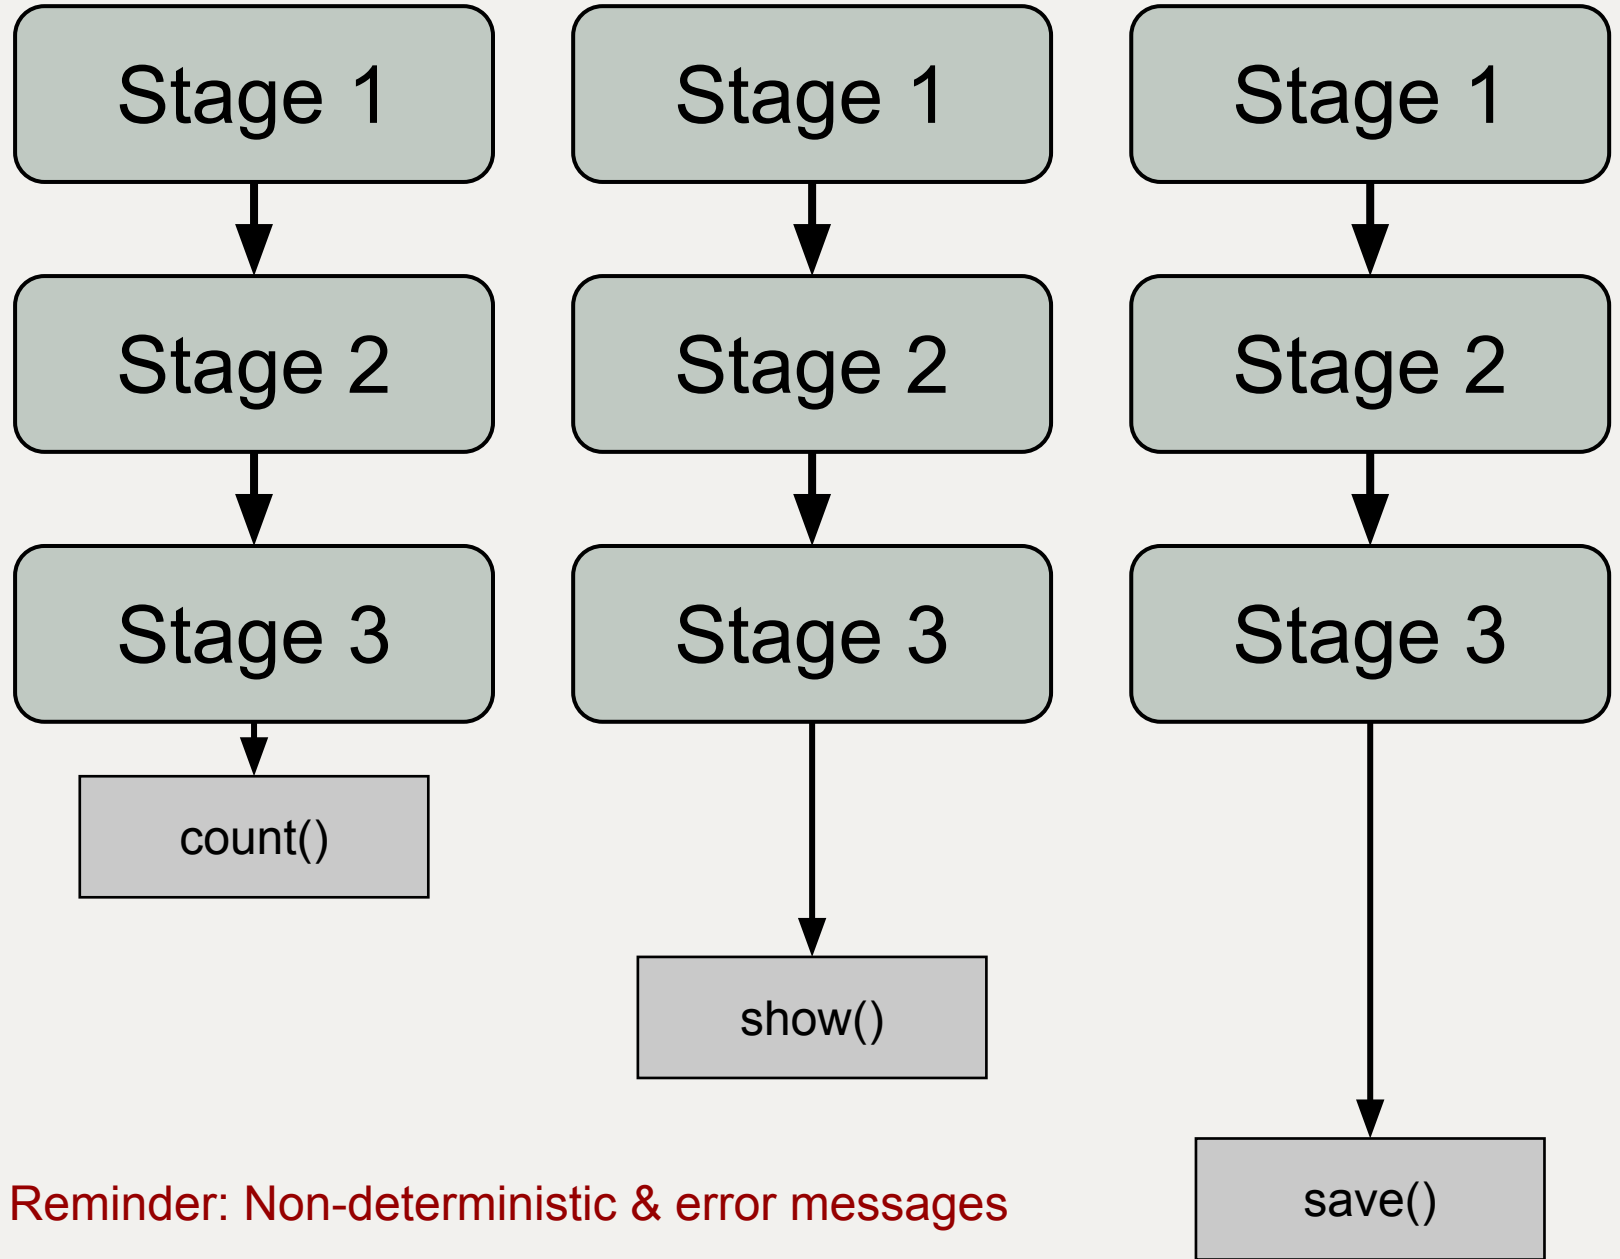 Stage 1
Stage 1
Stage 1
Stage 2
Stage 2
Stage 2
Stage 3
Stage 3
Stage 3
count()
show()
save()
Reminder: Non-deterministic & error messages